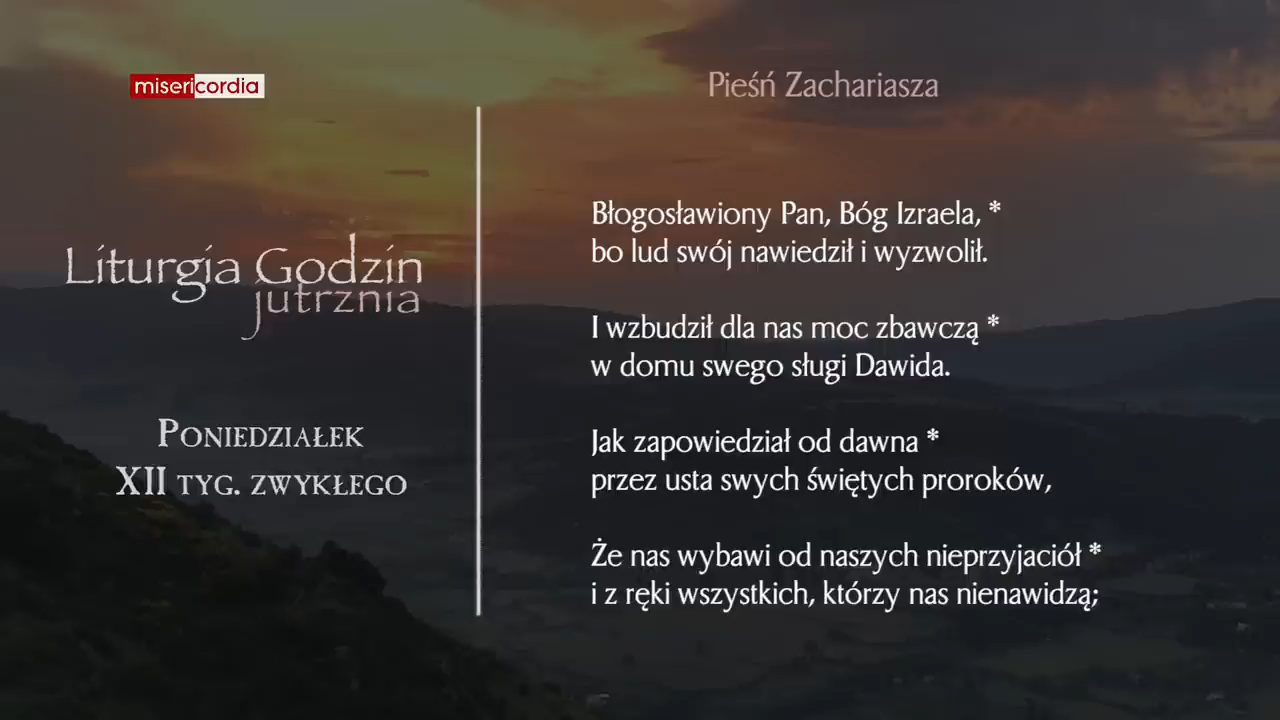 misericordia
Liturgia Godzin
jutrznia
Poniedziałek
XII tyg. zwykłego
Pieśń Zachariasza
Błogosławiony Pan, Bóg Izraela, *
bo lud swój nawiedził i wyzwolił.
I wzbudził dla nas moc zbawczą *
w domu swego sługi Dawida.
Jak zapowiedział od dawna *
przez usta swych świętych proroków,
Że nas wybawi od naszych nieprzyjaciół *
i z ręki wszystkich, którzy nas nienawidzą;